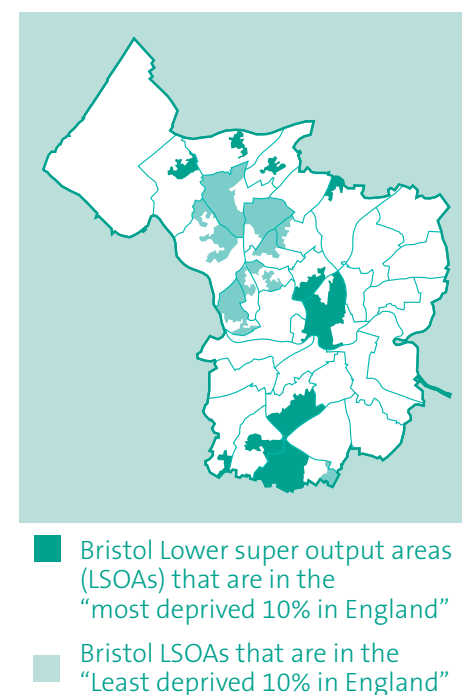 Bristol Lower super output areas
(LSOAs) that are in the
“most deprived 10% in England”
Bristol LSOAs that are in the
“Least deprived 10% in England”